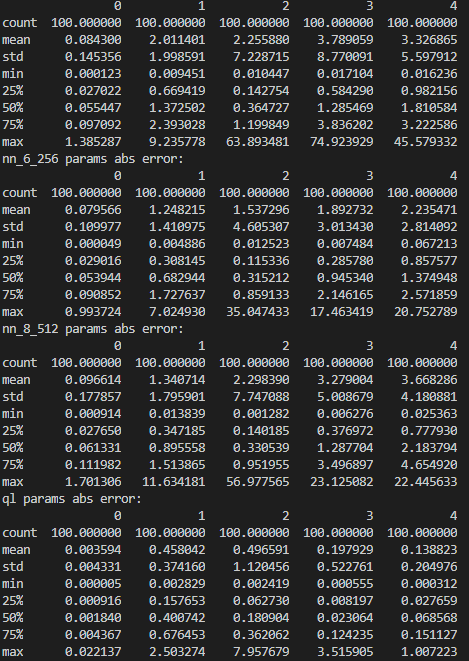 0 1 2 3 4
count 100.000000 100.000000 100.000000 100.000000 100.000000
mean 0.084300 2.011401 2.255880 3.789059 3.326865
std 0.145356 1.998591 7.228715 8.770091 5.597912
min 0.000123 0.009451 0.010447 0.017104 0.016236
25% 0.027022 0.669419 0.142754 0.584290 0.982156
50% 0.055447 1.372502 0.364727 1.285469 1.810584
75% 0.097092 2.393028 1.199849 3.836202 3.222586
max 1.385287 9.235778 63.893481 74.923929 45.579332
nn_6_256 params abs error:
0 1 2 3 4
count 100.000000 100.000000 100.000000 100.000000 100.000000
mean 0.079566 1.248215 1.537296 1.892732 2.235471
std 0.109977 1.410975 4.605307 3.013430 2.814092
min 0.000049 0.004886 0.012523 0.007484 0.067213
25% 0.029016 0.308145 0.115336 0.285780 0.857577
50% 0.053944 0.682944 0.315212 0.945340 1.374948
75% 0.090852 1.727637 0.859133 2.146165 2.571859
max 0.993724 7.024930 35.047433 17.463419 20.752789
nn_8_512 params abs error:
0 1 2 3 4
count 100.000000 100.000000 100.000000 100.000000 100.000000
mean 0.096614 1.340714 2.298390 3.279004 3.668286
std 0.177857 1.795901 7.747088 5.008679 4.180881
min 0.000914 0.013839 0.001282 0.006276 0.025363
25% 0.027650 0.347185 0.140185 0.376972 0.777930
50% 0.061331 0.895558 0.330539 1.287704 2.183794
75% 0.111982 1.513865 0.951955 3.496897 4.654920
max 1.701306 11.634181 56.977565 23.125082 22.445633
ql params abs error:
0 1 2 3 4
count 100.000000 100.000000 100.000000 100.000000 100.000000
mean 0.003594 0.458042 0.496591 0.197929 0.138823
std 0.004331 0.374160 1.120456 0.522761 0.204976
min 0.000005 0.002829 0.002419 0.000555 0.000312
25% 0.000916 0.157653 0.062730 0.008197 0.027659
50% 0.001840 0.400742 0.180904 0.023064 0.068568
75% 0.004367 0.676453 0.362062 0.124235 0.151127
max 0.022137 2.503274 7.957679 3.515905 1.007223